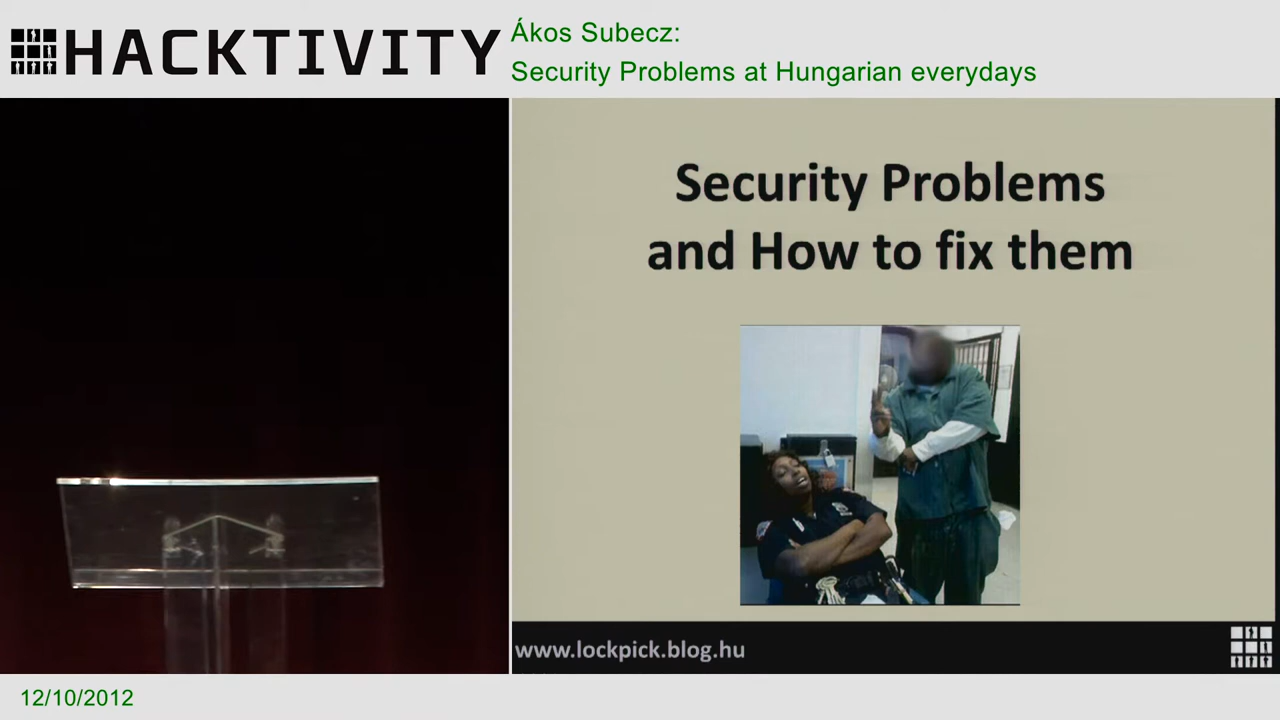 HACKTIVITY
Ákos Subecz:
Security Problems at Hungarian everydays
Security Problems
and How to fix them
www.lockpick.blog.hu
12/10/2012